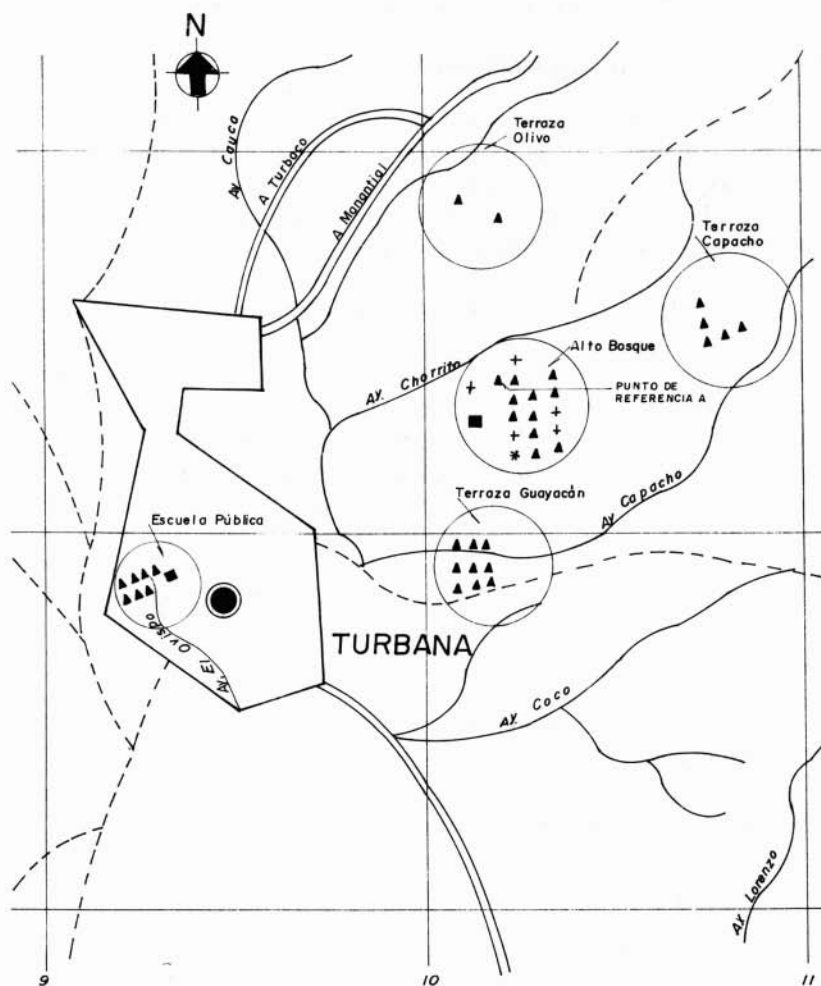 N
Terraza
Olivo
Ay. Cauca
A Turbaco
A Manantial
Terraza
Capacho
Alto Bosque
Ay. Chorrito
PUNTO DE
REFERENCIA A
Terraza Guayacán
Ay Capacho
Escuela Pública
Ay. El Ovispo
TURBANA
Ay. Coco
Ay. Lorenzo
9
10
11